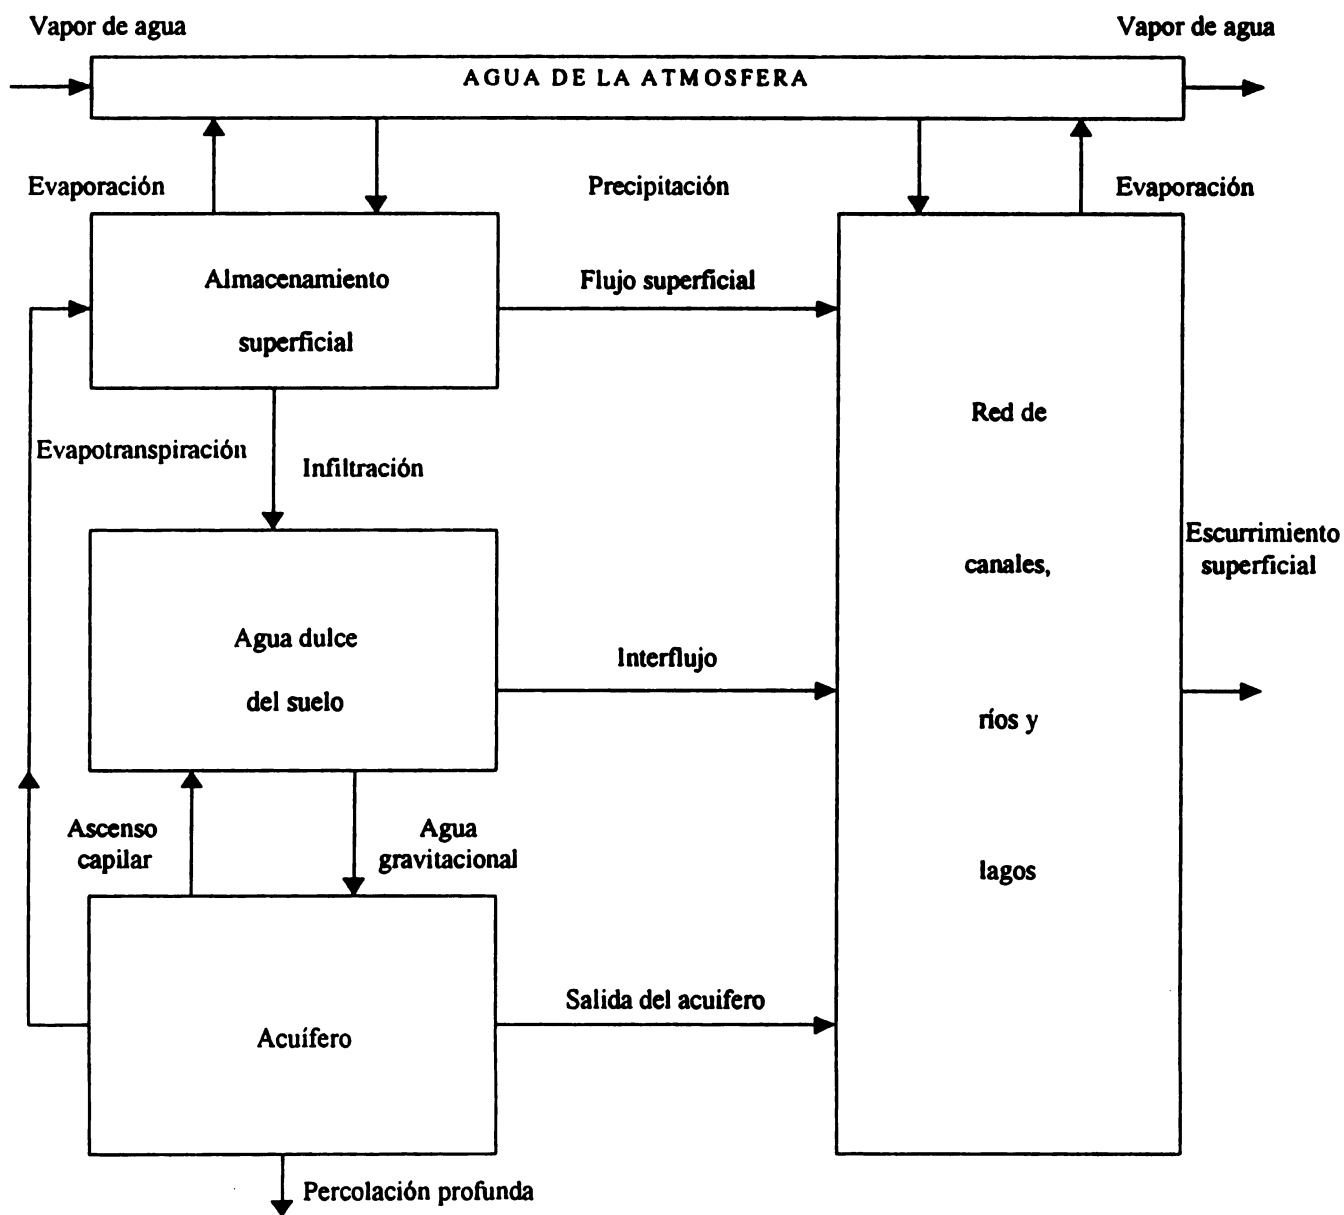 Vapor de agua
Vapor de agua
AGUA DE LA ATMOSFERA
Evaporación
Precipitación
Evaporación
Almacenamiento
superficial
Flujo superficial
Red de
canales,
ríos y
lagos
Evapotranspiración
Infiltración
Escurrimiento
superficial
Agua dulce
del suelo
Interflujo
Ascenso
capilar
Agua
gravitacional
Acuífero
Salida del acuifero
Percolación profunda